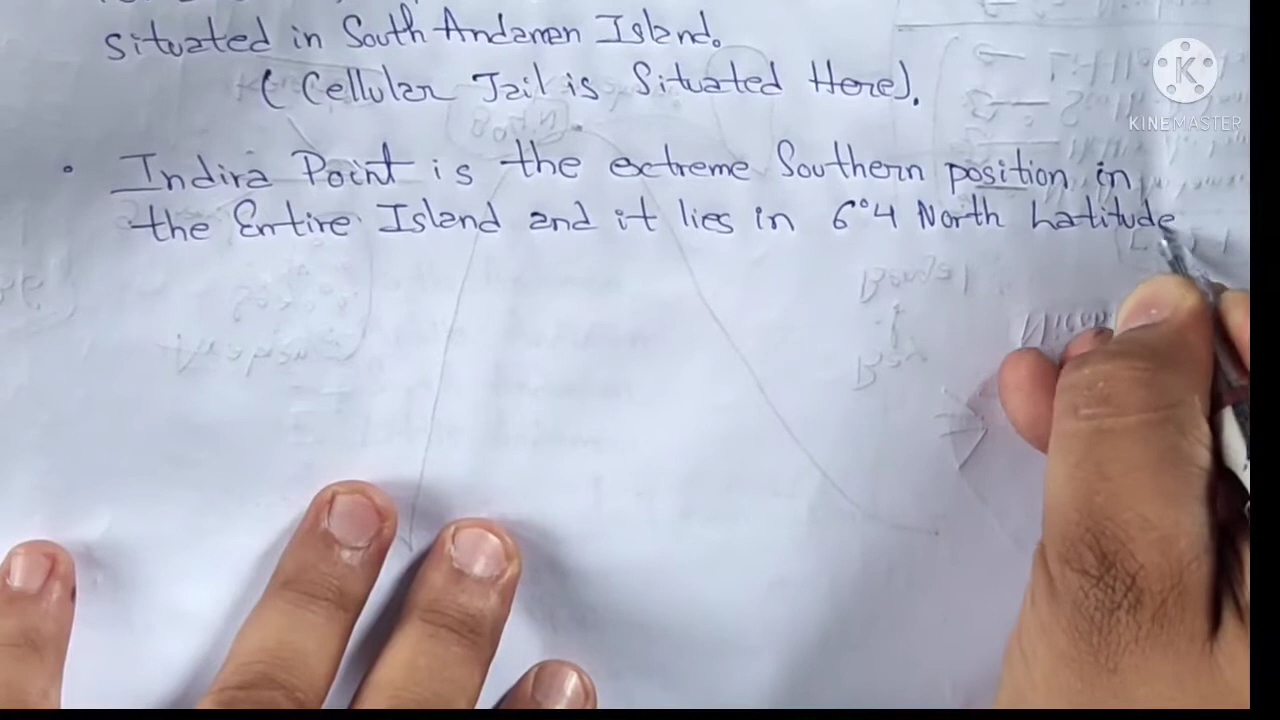 situated in South Andaman Island.
( Cellular Jail is Situated Here).
KINEMASTER
• Indira Point is the extreme Southern position in
the Entire Island and it lies in 6°4 North Latitude